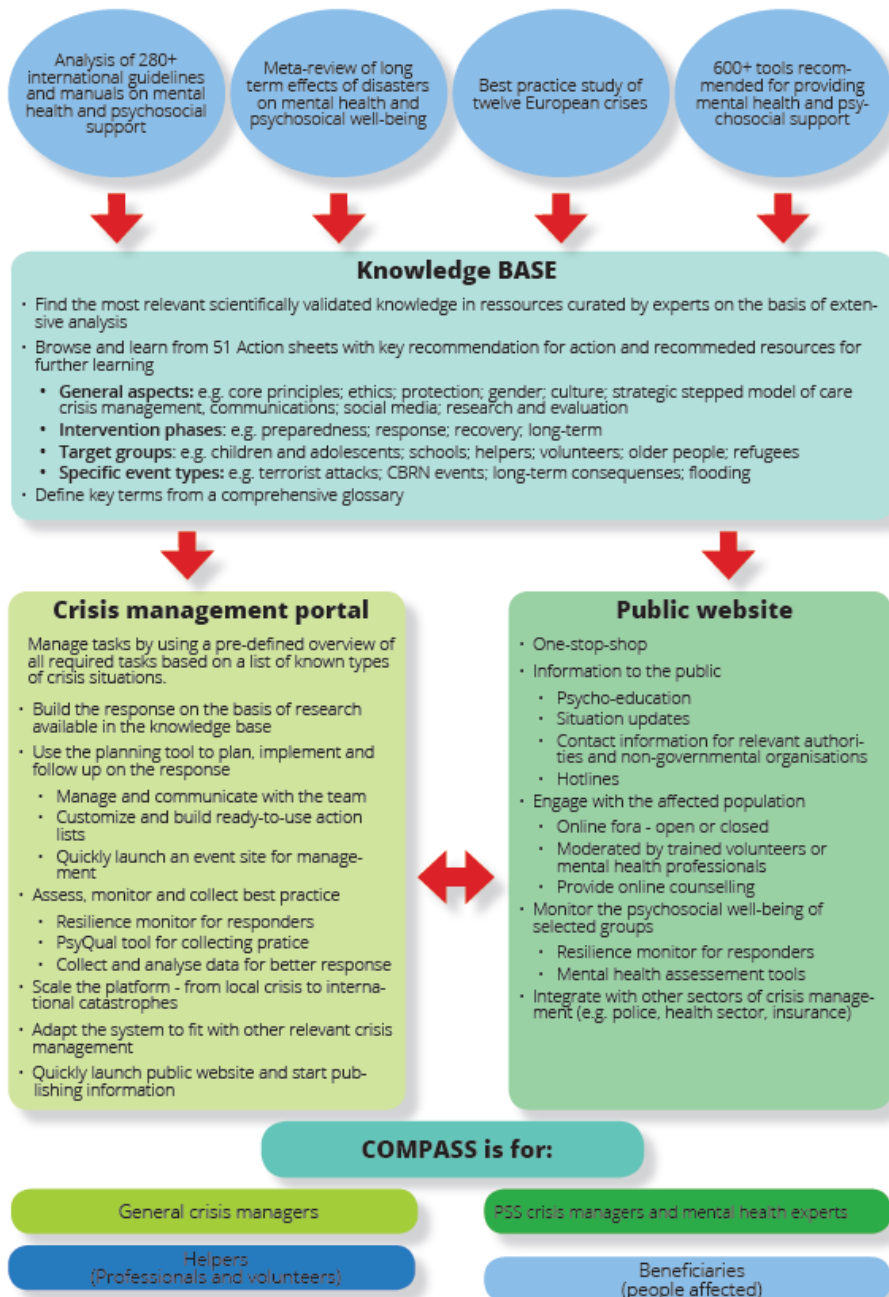 Analysis of 280+
international guidelines
and manuals on mental
health and psychosocial
support
Meta-review of long
term effects of disasters
on mental health and
psychosoical well-being
Best practice study of
twelve European crises
600+ tools recom-
mended for providing
mental health and psy-
chosocial support
Knowledge BASE
· Find the most relevant scientifically validated knowledge in ressources curated by experts on the basis of exten-
sive analysis
· Browse and learn from 51 Action sheets with key recommendation for action and recommeded resources for
further learning
• General aspects: e.g. core principles; ethics; protection; gender; culture; strategic stepped model of care
crisis management, communications; social media; research and evaluation
• Intervention phases: e.g. preparedness; response; recovery; long-term
• Target groups: e.g. children and adolescents; schools; helpers; volunteers; older people; refugees
• Specific event types: e.g. terrorist attacks; CBRN events; long-term consequenses; flooding
· Define key terms from a comprehensive glossary
Crisis management portal
Manage tasks by using a pre-defined overview of
all required tasks based on a list of known types
of crisis situations.
· Build the response on the basis of research
available in the knowledge base
· Use the planning tool to plan, implement and
follow up on the response
· Manage and communicate with the team
· Customize and build ready-to-use action
lists
· Quickly launch an event site for manage-
ment
· Assess, monitor and collect best practice
· Resilience monitor for responders
· PsyQual tool for collecting pratice
· Collect and analyse data for better response
· Scale the platform - from local crisis to interna-
tional catastrophes
· Adapt the system to fit with other relevant crisis
management
· Quickly launch public website and start pub-
lishing information
Public website
· One-stop-shop
· Information to the public
· Psycho-education
· Situation updates
· Contact information for relevant authori-
ties and non-governmental organisations
· Hotlines
· Engage with the affected population
· Online fora - open or closed
· Moderated by trained volunteers or
mental health professionals
· Provide online counselling
· Monitor the psychosocial well-being of
selected groups
· Resilience monitor for responders
· Mental health assessement tools
· Integrate with other sectors of crisis manage-
ment (e.g. police, health sector, insurance)
COMPASS is for:
General crisis managers
PSS crisis managers and mental health experts
Helpers
(Professionals and volunteers)
Beneficiaries
(people affected)